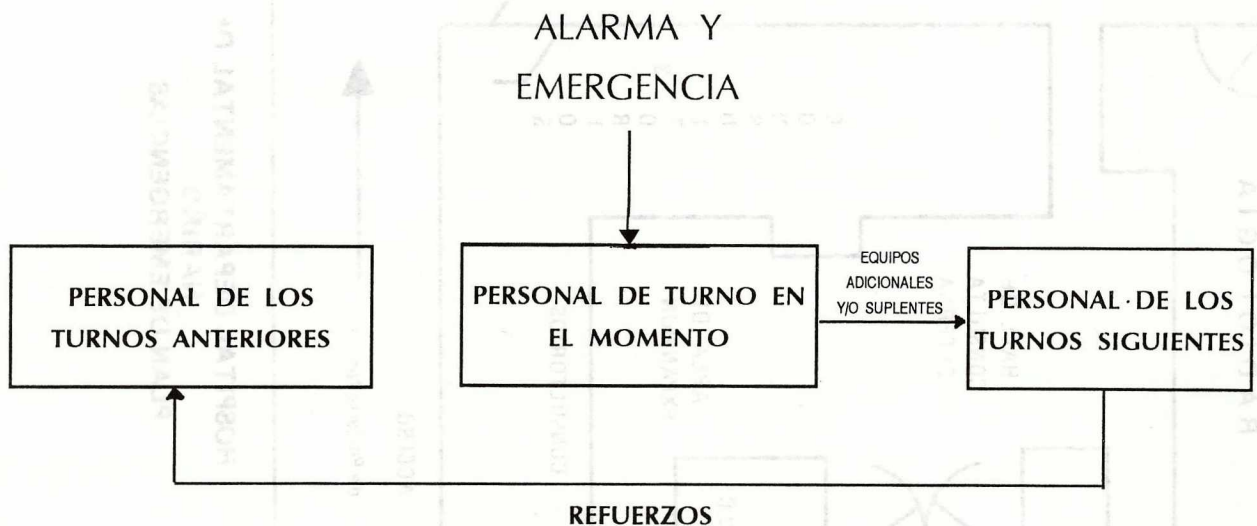 ALARMA Y
EMERGENCIA
PERSONAL DE LOS
TURNOS ANTERIORES
PERSONAL DE TURNO EN
EL MOMENTO
EQUIPOS
ADICIONALES
Y/O SUPLENTES
PERSONAL DE LOS
TURNOS SIGUIENTES
REFUERZOS